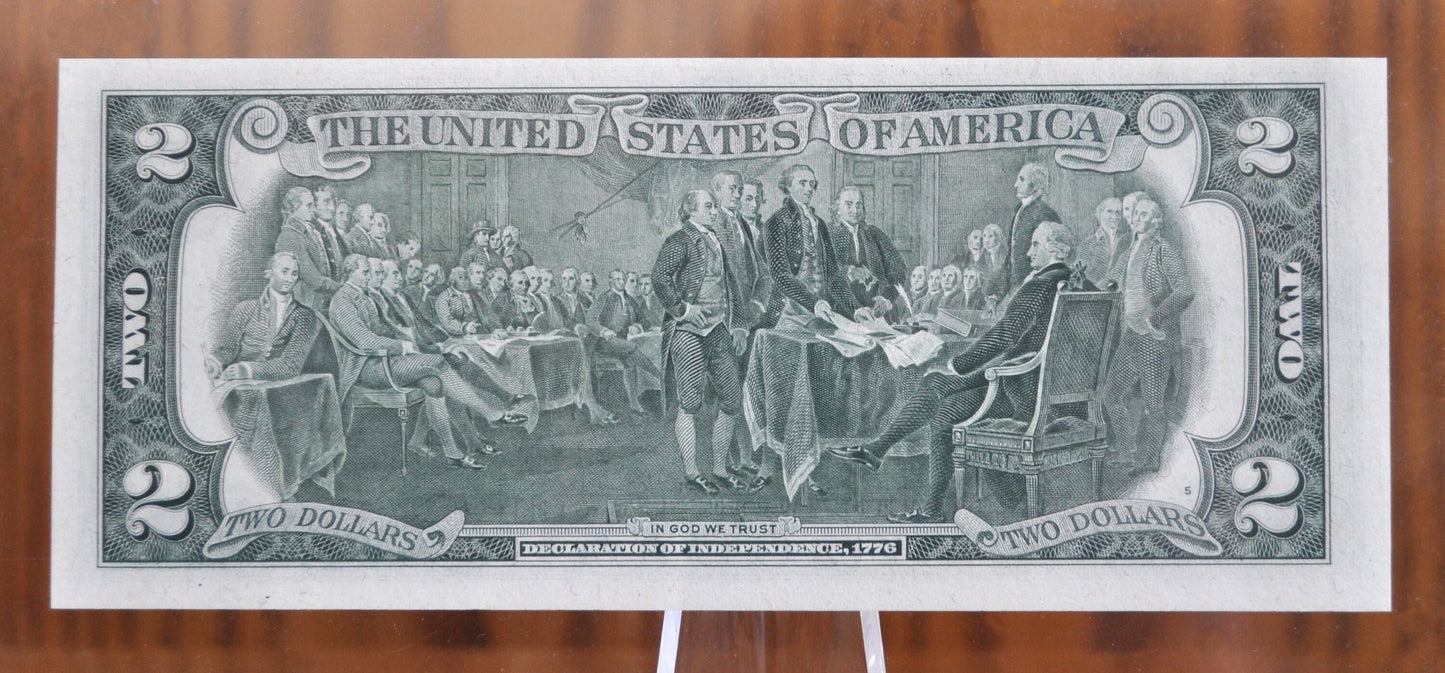 THE UNITED STATES OF AMERICA
2
2
TWO
TWO
5
2
2
TWO DOLLARS
IN GOD WE TRUST
TWO DOLLARS
DECLARATION OF INDEPENDENCE, 1776